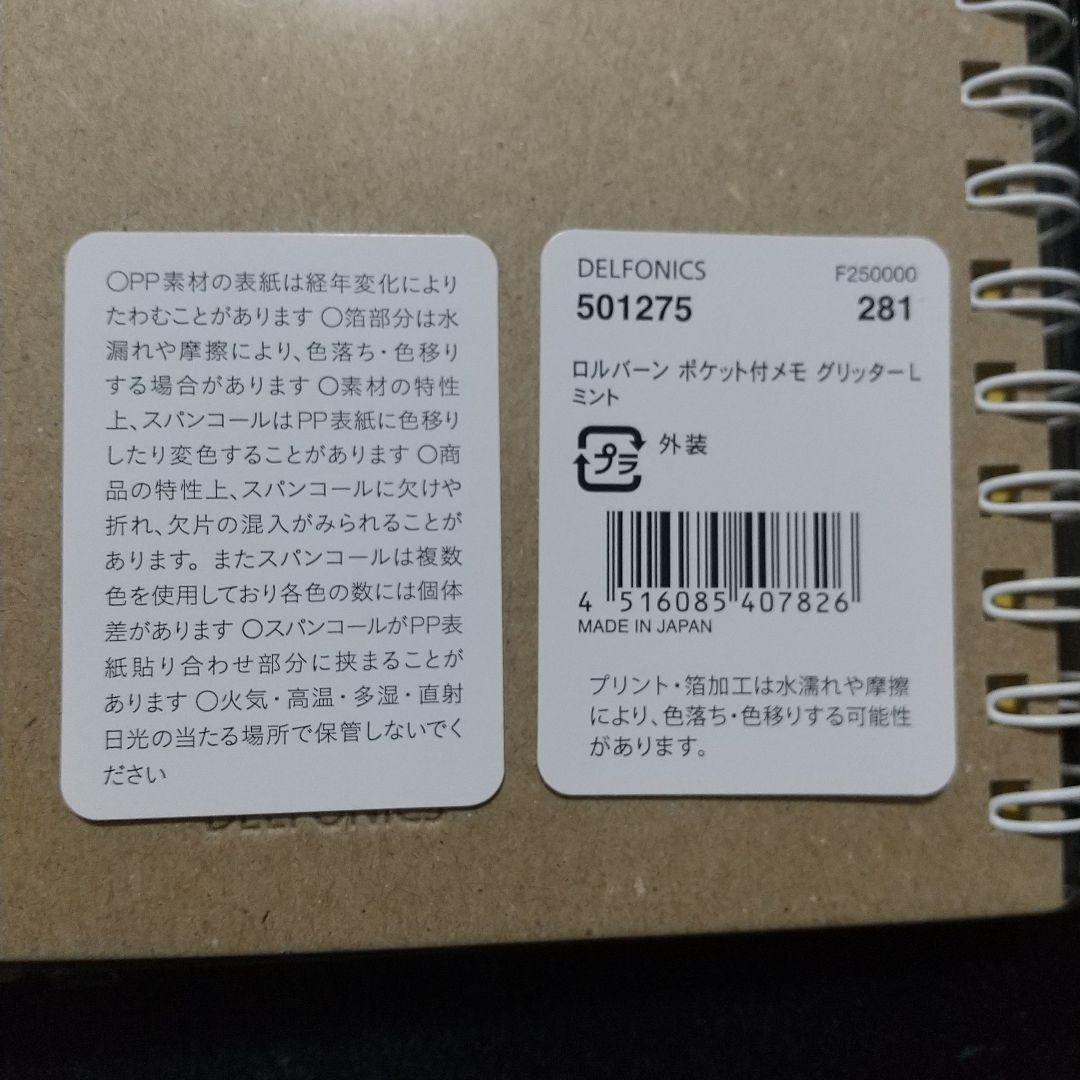 〇PP素材の表紙は経年変化により
たわむことがあります 〇箔部分は水
漏れや摩擦により、色落ち・色移り
する場合があります 〇素材の特性
上、スパンコールはPP表紙に色移り
したり変色することがあります 〇商
品の特性上、スパンコールに欠けや
折れ、欠片の混入がみられることが
あります。またスパンコールは複数
色を使用しており各色の数には個体
差があります 〇スパンコールがPP表
紙貼り合わせ部分に挟まることが
あります 〇火気・高温・多湿・直射
日光の当たる場所で保管しないでく
ださい
DELFONICS
DELFONICS F250000
501275 281
ロルバーン ポケット付メモ グリッターL
ミント
プラ 外装
4 516085 407826
MADE IN JAPAN
プリント・箔加工は水濡れや摩擦
により、色落ち・色移りする可能性
があります。